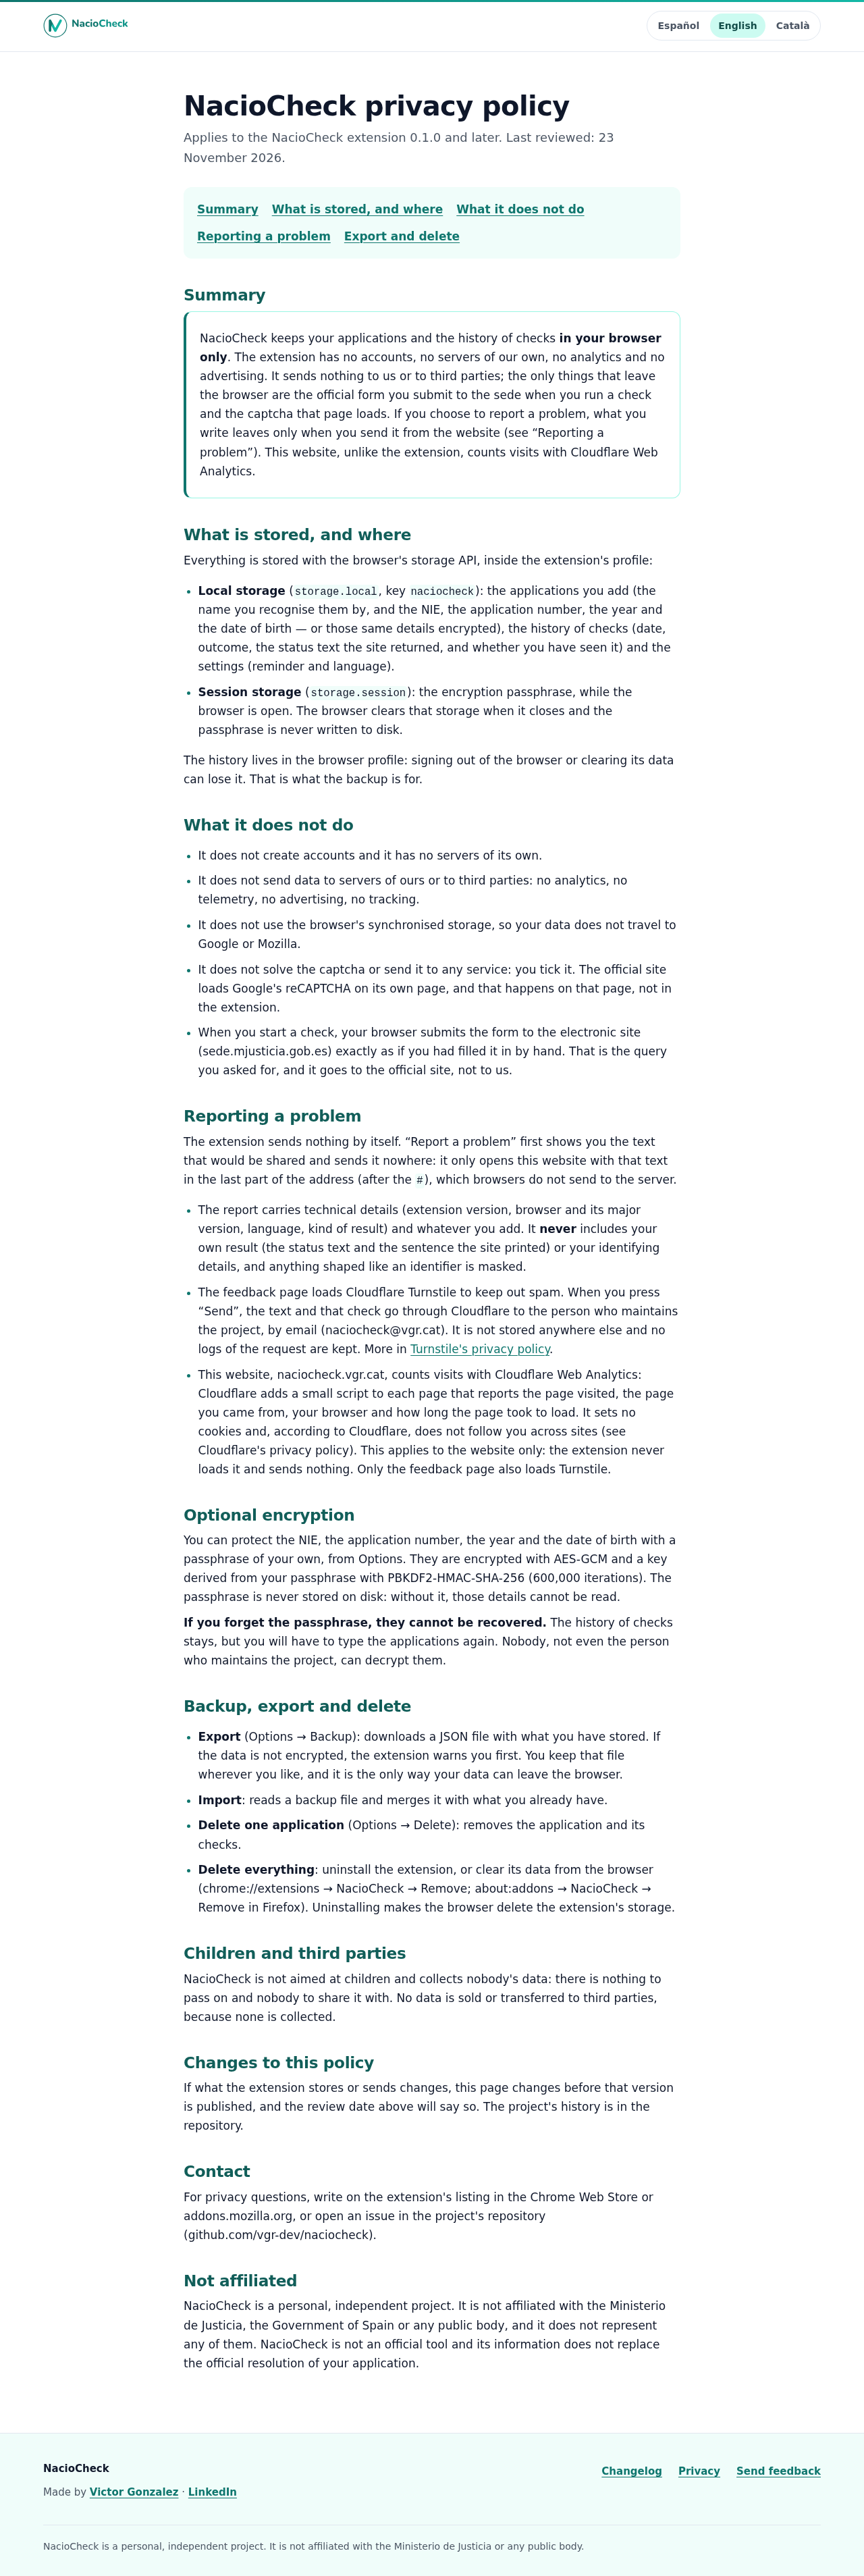 NacioCheck
Español
English
Català
NacioCheck privacy policy
Applies to the NacioCheck extension 0.1.0 and later. Last reviewed: 23
November 2026.
Summary
What is stored, and where
What it does not do
Reporting a problem
Export and delete
Summary
NacioCheck keeps your applications and the history of checks in your browser
only. The extension has no accounts, no servers of our own, no analytics and no
advertising. It sends nothing to us or to third parties; the only things that leave
the browser are the official form you submit to the sede when you run a check
and the captcha that page loads. If you choose to report a problem, what you
write leaves only when you send it from the website (see “Reporting a
problem”). This website, unlike the extension, counts visits with Cloudflare Web
Analytics.
What is stored, and where
Everything is stored with the browser's storage API, inside the extension's profile:
• Local storage (storage.local, key naciocheck): the applications you add (the
name you recognise them by, and the NIE, the application number, the year and
the date of birth — or those same details encrypted), the history of checks (date,
outcome, the status text the site returned, and whether you have seen it) and the
settings (reminder and language).
• Session storage (storage.session): the encryption passphrase, while the
browser is open. The browser clears that storage when it closes and the
passphrase is never written to disk.
The history lives in the browser profile: signing out of the browser or clearing its data
can lose it. That is what the backup is for.
What it does not do
• It does not create accounts and it has no servers of its own.
• It does not send data to servers of ours or to third parties: no analytics, no
telemetry, no advertising, no tracking.
• It does not use the browser's synchronised storage, so your data does not travel to
Google or Mozilla.
• It does not solve the captcha or send it to any service: you tick it. The official site
loads Google's reCAPTCHA on its own page, and that happens on that page, not in
the extension.
• When you start a check, your browser submits the form to the electronic site
(sede.mjusticia.gob.es) exactly as if you had filled it in by hand. That is the query
you asked for, and it goes to the official site, not to us.
Reporting a problem
The extension sends nothing by itself. “Report a problem” first shows you the text
that would be shared and sends it nowhere: it only opens this website with that text
in the last part of the address (after the #), which browsers do not send to the server.
• The report carries technical details (extension version, browser and its major
version, language, kind of result) and whatever you add. It never includes your
own result (the status text and the sentence the site printed) or your identifying
details, and anything shaped like an identifier is masked.
• The feedback page loads Cloudflare Turnstile to keep out spam. When you press
“Send”, the text and that check go through Cloudflare to the person who maintains
the project, by email (naciocheck@vgr.cat). It is not stored anywhere else and no
logs of the request are kept. More in Turnstile's privacy policy.
• This website, naciocheck.vgr.cat, counts visits with Cloudflare Web Analytics:
Cloudflare adds a small script to each page that reports the page visited, the page
you came from, your browser and how long the page took to load. It sets no
cookies and, according to Cloudflare, does not follow you across sites (see
Cloudflare's privacy policy). This applies to the website only: the extension never
loads it and sends nothing. Only the feedback page also loads Turnstile.
Optional encryption
You can protect the NIE, the application number, the year and the date of birth with a
passphrase of your own, from Options. They are encrypted with AES-GCM and a key
derived from your passphrase with PBKDF2-HMAC-SHA-256 (600,000 iterations). The
passphrase is never stored on disk: without it, those details cannot be read.
If you forget the passphrase, they cannot be recovered. The history of checks
stays, but you will have to type the applications again. Nobody, not even the person
who maintains the project, can decrypt them.
Backup, export and delete
• Export (Options → Backup): downloads a JSON file with what you have stored. If
the data is not encrypted, the extension warns you first. You keep that file
wherever you like, and it is the only way your data can leave the browser.
• Import: reads a backup file and merges it with what you already have.
• Delete one application (Options → Delete): removes the application and its
checks.
• Delete everything: uninstall the extension, or clear its data from the browser
(chrome://extensions → NacioCheck → Remove; about:addons → NacioCheck →
Remove in Firefox). Uninstalling makes the browser delete the extension's storage.
Children and third parties
NacioCheck is not aimed at children and collects nobody's data: there is nothing to
pass on and nobody to share it with. No data is sold or transferred to third parties,
because none is collected.
Changes to this policy
If what the extension stores or sends changes, this page changes before that version
is published, and the review date above will say so. The project's history is in the
repository.
Contact
For privacy questions, write on the extension's listing in the Chrome Web Store or
addons.mozilla.org, or open an issue in the project's repository
(github.com/vgr-dev/naciocheck).
Not affiliated
NacioCheck is a personal, independent project. It is not affiliated with the Ministerio
de Justicia, the Government of Spain or any public body, and it does not represent
any of them. NacioCheck is not an official tool and its information does not replace
the official resolution of your application.
NacioCheck
Made by Victor Gonzalez · LinkedIn
Changelog
Privacy
Send feedback
NacioCheck is a personal, independent project. It is not affiliated with the Ministerio de Justicia or any public body.